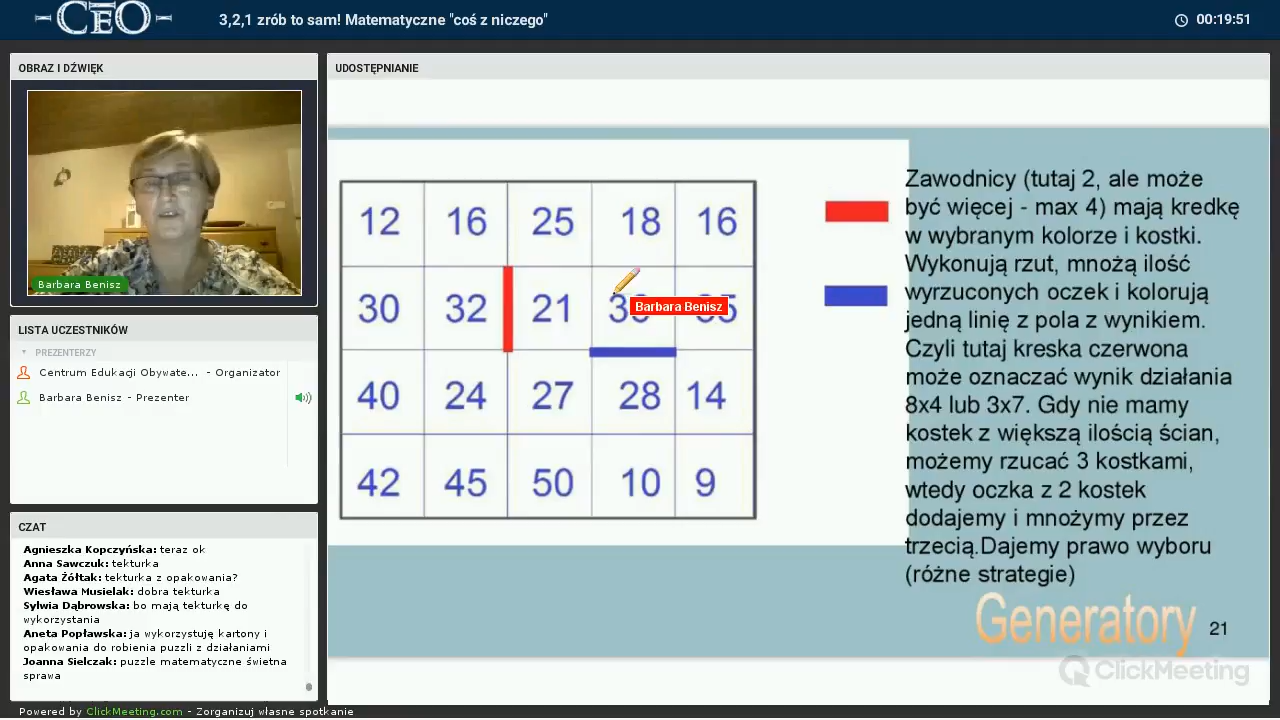 CEO
3,2,1 zrób to sam! Matematyczne "coś z niczego"
00:19:51
OBRAZ I DŹWIĘK
Barbara Benisz
LISTA UCZESTNIKÓW
PREZENTERZY
Centrum Edukacji Obywate... - Organizator
Barbara Benisz - Prezenter
CZAT
Agnieszka Kopczyńska: teraz ok
Anna Sawczuk: tekturka
Agata Żółtak: tekturka z opakowania?
Wiesława Musielak: dobra tekturka
Sylwia Dąbrowska: bo mają tekturkę do
wykorzystania
Aneta Popławska: ja wykorzystuję kartony i
opakowania do robienia puzzli z działaniami
Joanna Sielczak: puzzle matematyczne świetna
sprawa
UDOSTĘPNIANIE
12 16 25 18 16
30 32 21
Barbara Benisz
40 24 27 28 14
42 45 50 10 9
Zawodnicy (tutaj 2, ale może
być więcej - max 4) mają kredkę
w wybranym kolorze i kostki.
Wykonują rzut, mnożą ilość
wyrzuconych oczek i kolorują
jedną linię z pola z wynikiem.
Czyli tutaj kreska czerwona
może oznaczać wynik działania
8x4 lub 3x7. Gdy nie mamy
kostek z większą ilością ścian,
możemy rzucać 3 kostkami,
wtedy oczka z 2 kostek
dodajemy i mnożymy przez
trzecią.Dajemy prawo wyboru
(różne strategie)
Generatory
21
ClickMeeting
Powered by ClickMeeting.com - Zorganizuj własne spotkanie